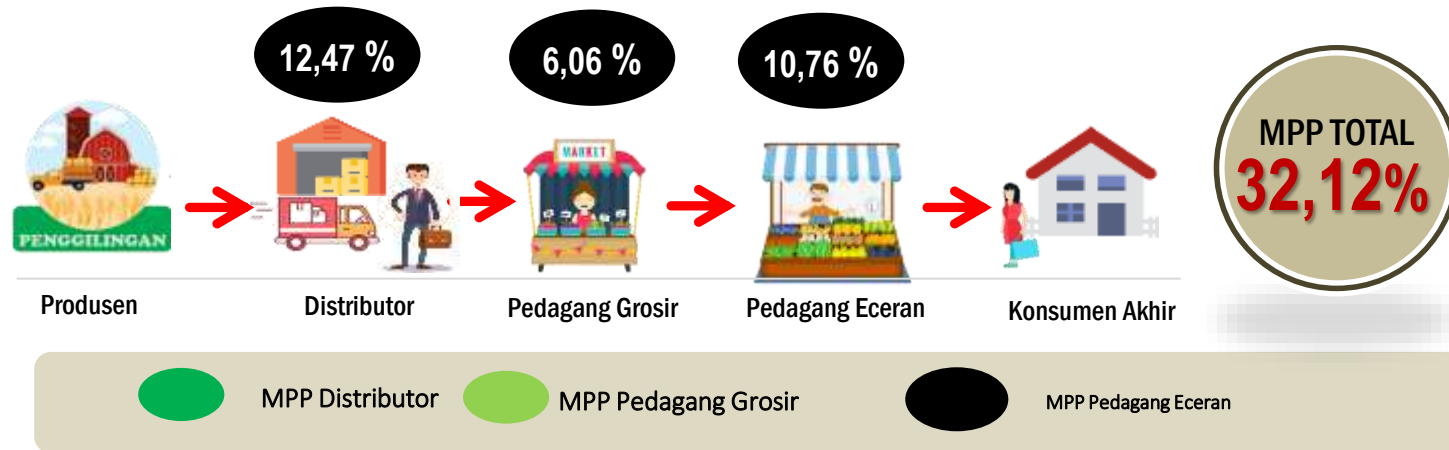 12,47 %
6,06 %
10,76 %
MPP TOTAL
32,12%
MARKET
PENGGILINGAN
Produsen
Distributor
Pedagang Grosir
Pedagang Eceran
Konsumen Akhir
MPP Distributor
MPP Pedagang Grosir
MPP Pedagang Eceran